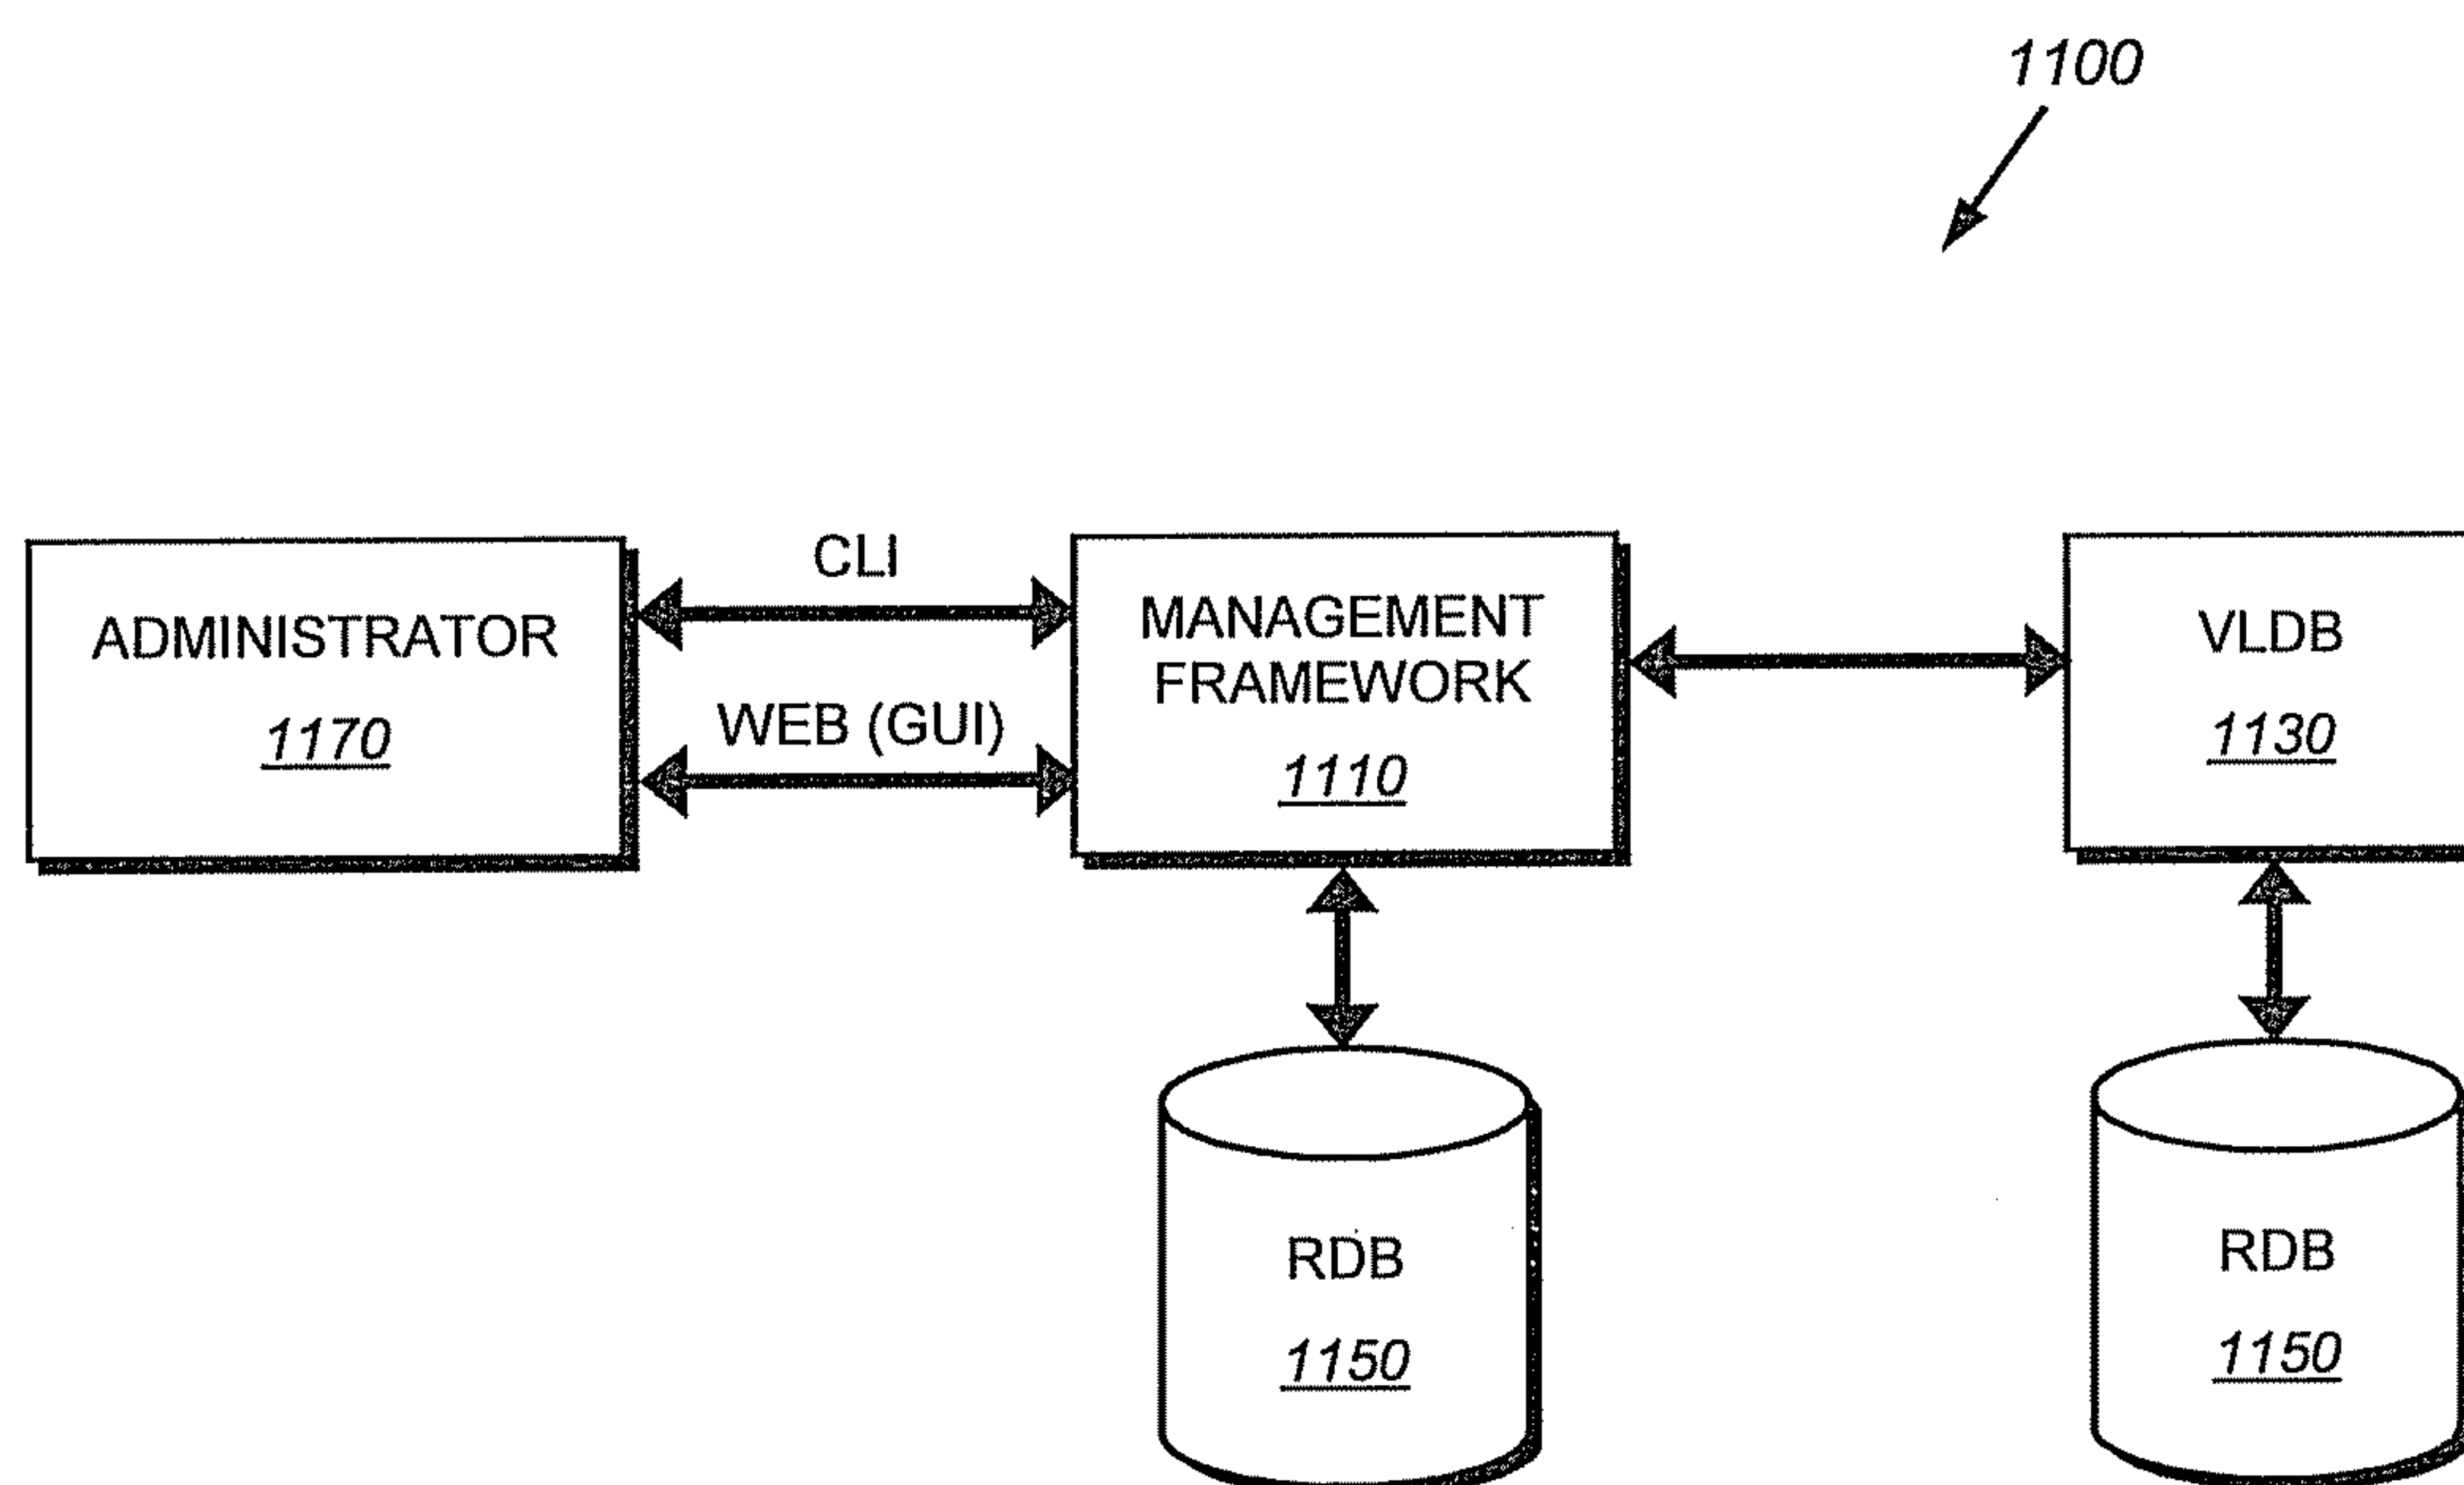 1100
CLI
ADMINISTRATOR
1170
WEB (GUI)
MANAGEMENT
FRAMEWORK
1110
VLDB
1130
RDB
1150
RDB
1150